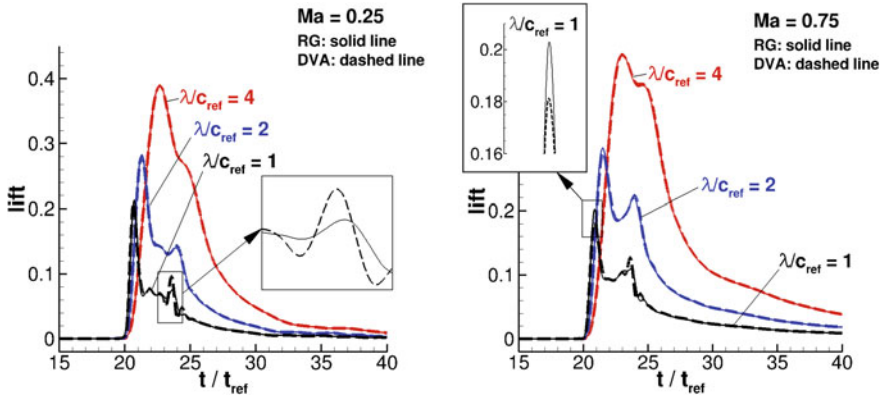 Ma = 0.25
RG: solid line
DVA: dashed line
λ/c_ref = 4
λ/c_ref = 2
λ/c_ref = 1
lift
0.4
0.3
0.2
0.1
0
15 20 25 30 35 40
t / t_ref
Ma = 0.75
RG: solid line
DVA: dashed line
λ/c_ref = 1
0.2
0.18
0.16
λ/c_ref = 4
λ/c_ref = 2
λ/c_ref = 1
lift
0.2
0.1
0
15 20 25 30 35 40
t / t_ref